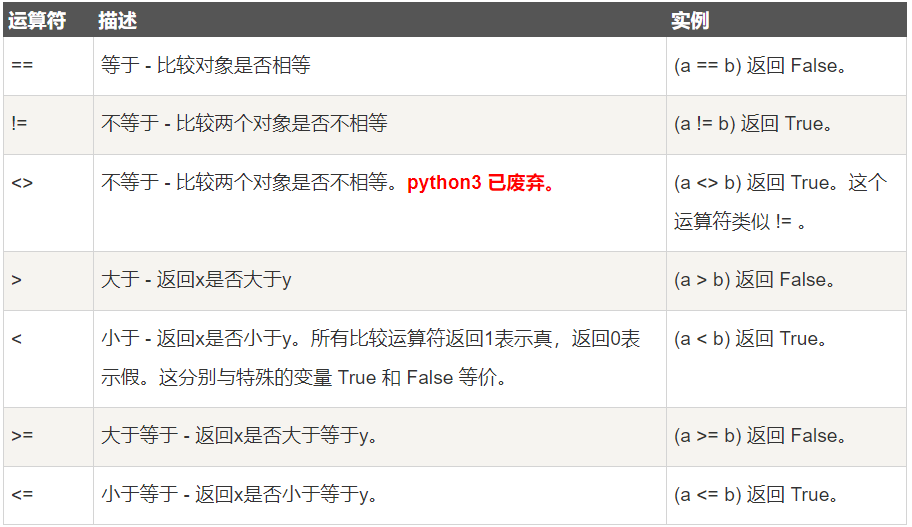 运算符 描述 实例
== 等于 - 比较对象是否相等 (a == b) 返回 False。
!= 不等于 - 比较两个对象是否不相等 (a != b) 返回 True。
<> 不等于 - 比较两个对象是否不相等。python3 已废弃。 (a <> b) 返回 True。这个
运算符类似 != 。
> 大于 - 返回x是否大于y (a > b) 返回 False。
< 小于 - 返回x是否小于y。所有比较运算符返回1表示真，返回0表 (a < b) 返回 True。
示假。这分别与特殊的变量 True 和 False 等价。
>= 大于等于 - 返回x是否大于等于y。 (a >= b) 返回 False。
<= 小于等于 - 返回x是否小于等于y。 (a <= b) 返回 True。